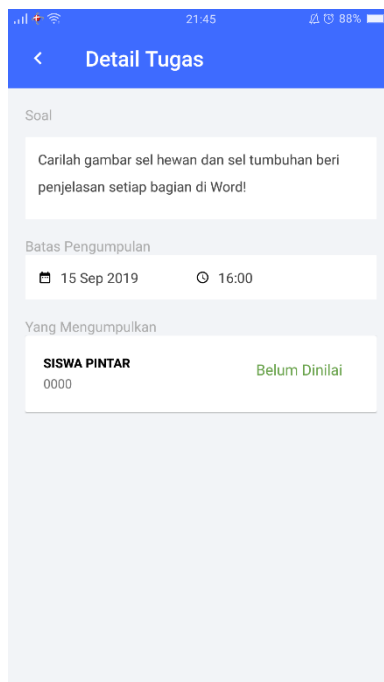 21:45
88%
Detail Tugas
Soal
Carilah gambar sel hewan dan sel tumbuhan beri
penjelasan setiap bagian di Word!
Batas Pengumpulan
15 Sep 2019 16:00
Yang Mengumpulkan
SISWA PINTAR
Belum Dinilai
0000